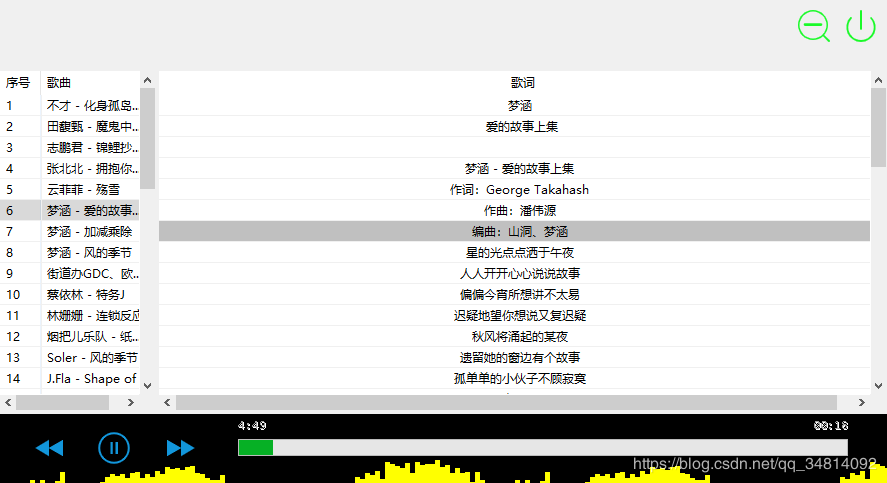 序号 歌曲 歌词
1 不才 - 化身孤岛... 梦涵
2 田馥甄 - 魔鬼中... 爱的故事上集
3 志鹏君 - 锦鲤抄...
4 张北北 - 拥抱你... 梦涵 - 爱的故事上集
5 云菲菲 - 殇雪 作词：George Takahash
6 梦涵 - 爱的故事... 作曲：潘伟源
7 梦涵 - 加减乘除 编曲：山洞、梦涵
8 梦涵 - 风的季节 星的光点点洒于午夜
9 街道办GDC、欧... 人人开开心心说说故事
10 蔡依林 - 特务J 偏偏今宵所想讲不太易
11 林姗姗 - 连锁反应 迟疑地望你想说又复迟疑
12 烟把儿乐队 - 纸... 秋风将涌起的某夜
13 Soler - 风的季节 遗留她的窗边有个故事
14 J.Fla - Shape of 孤单单的小伙子不顾寂寞
4:49 00:16
https://blog.csdn.net/qq_34814092